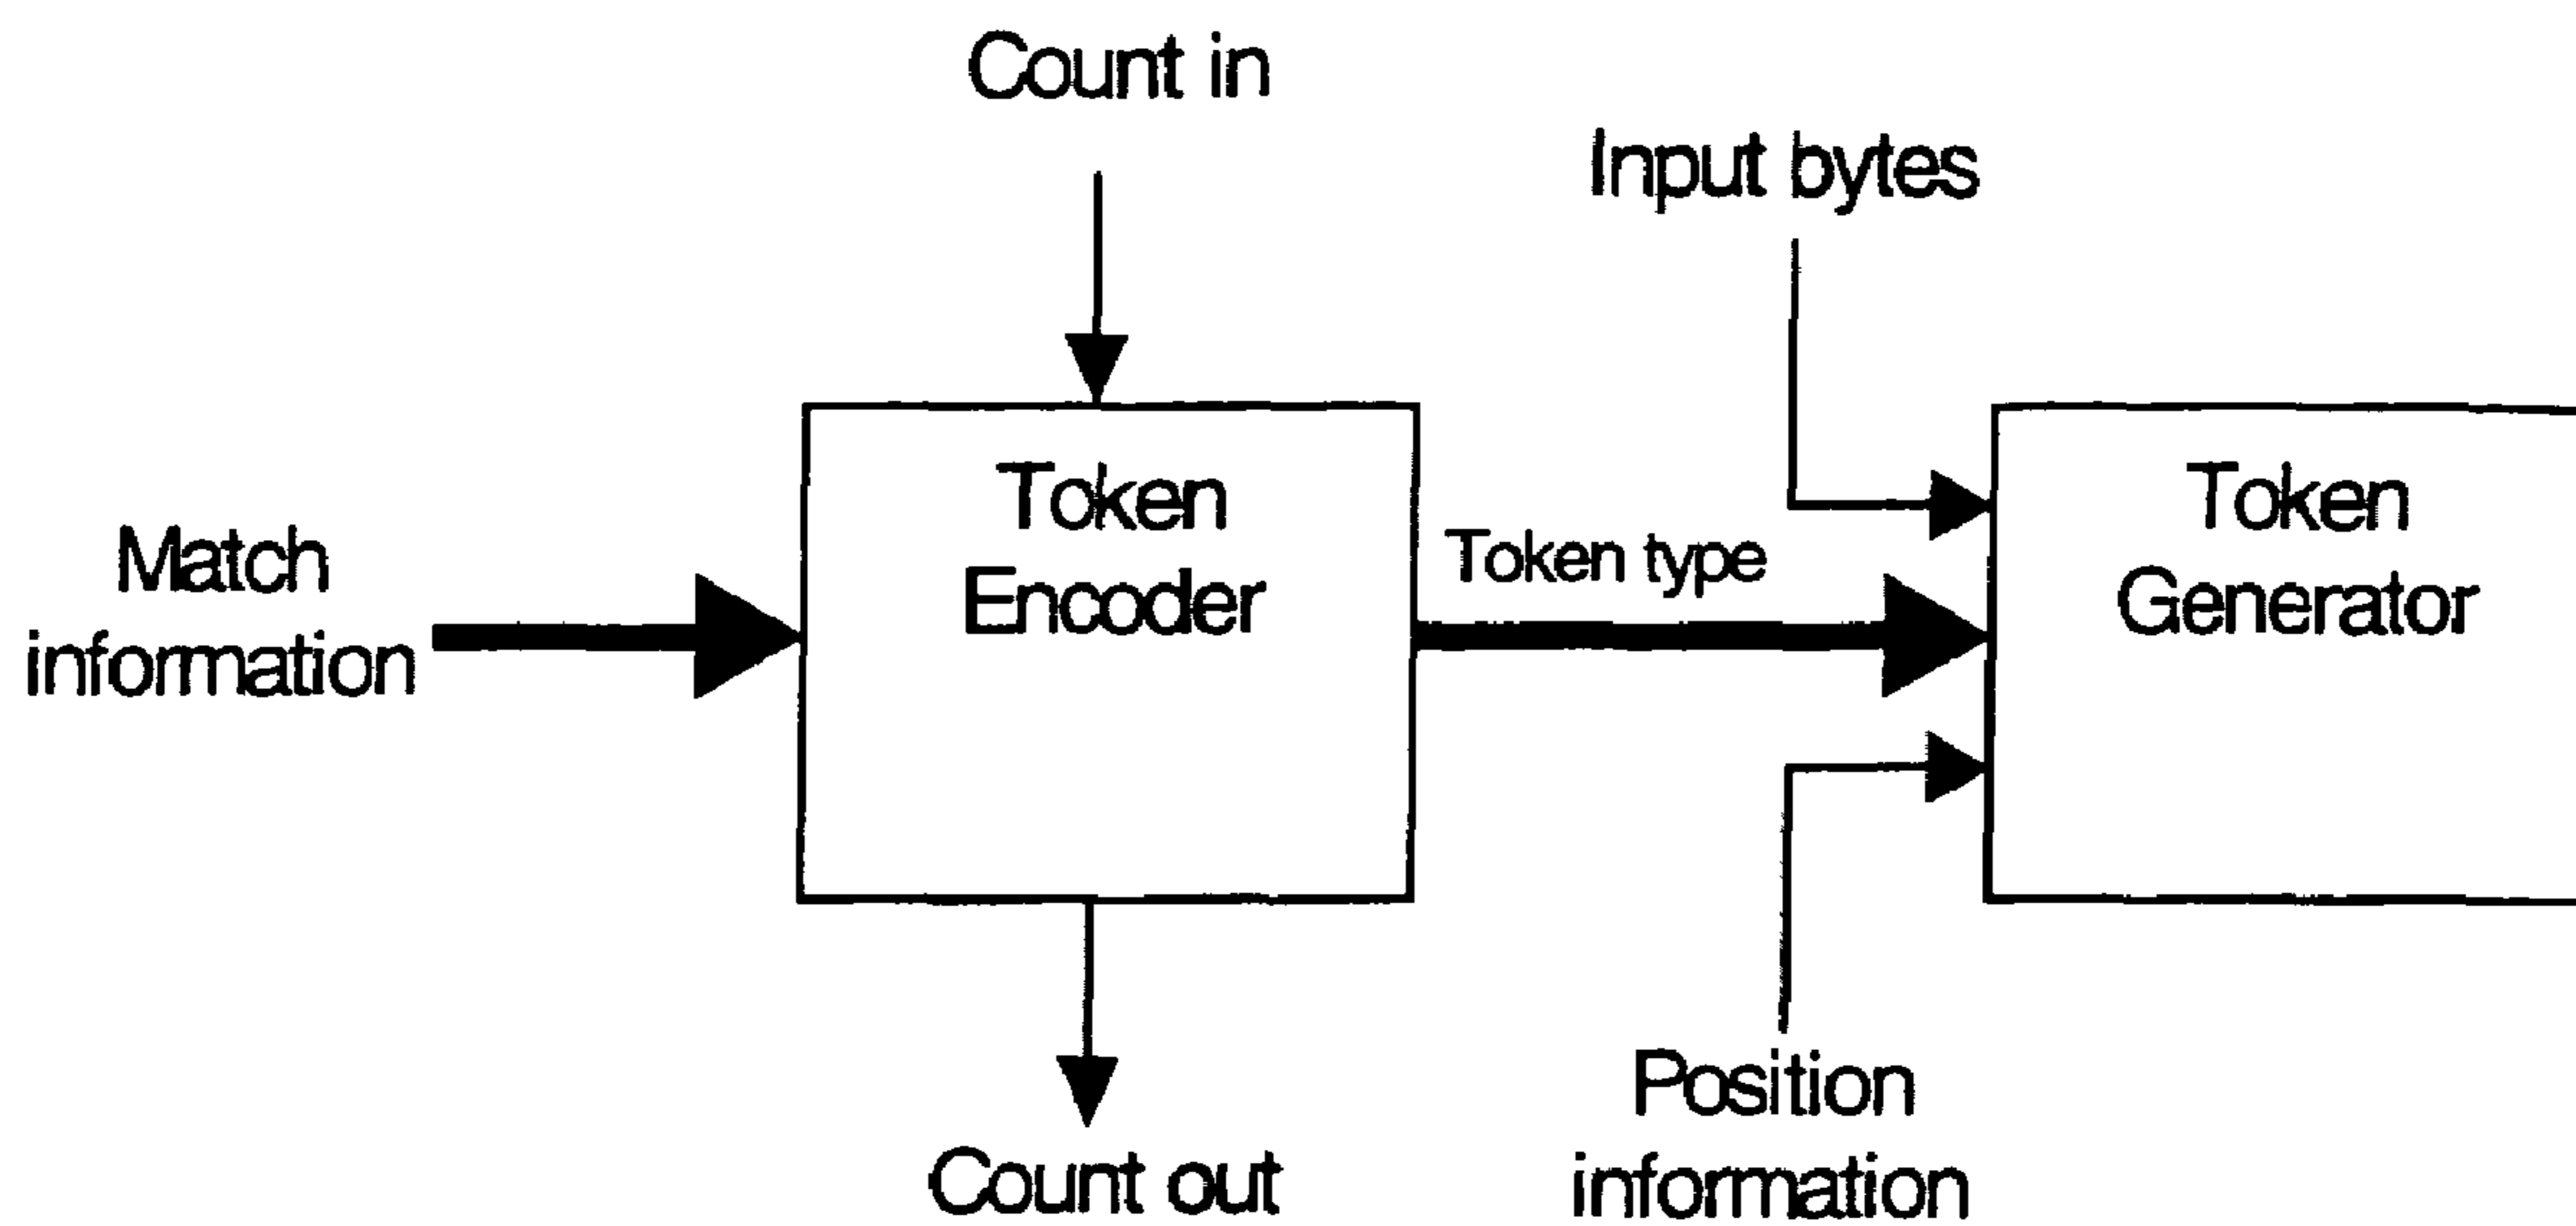 Count in
Input bytes
Token
Encoder
Token
Generator
Match
information
Token type
Position
information
Count out